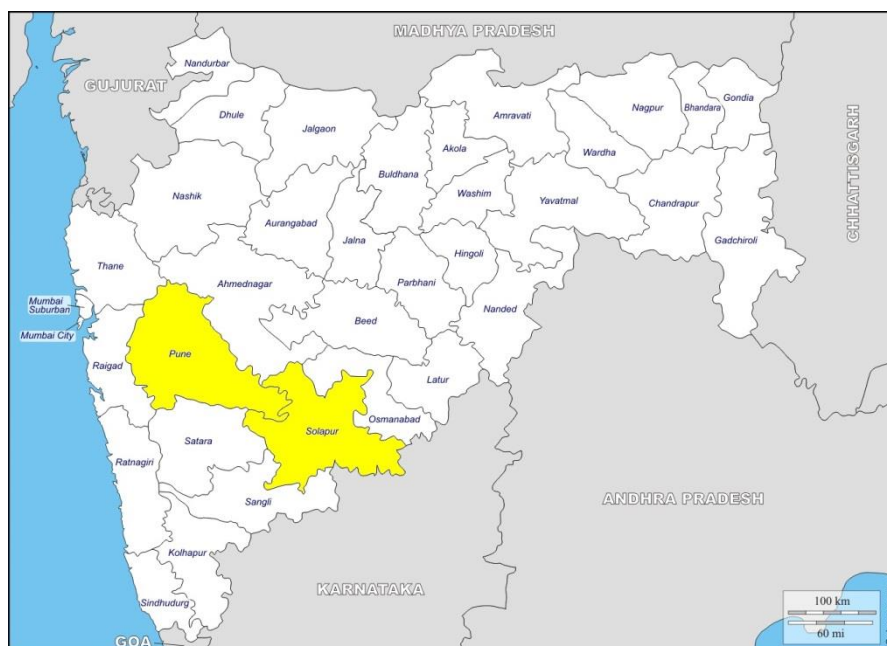 MADHYA PRADESH
Nandurbar
GUJURAT
Dhule
Jalgaon
Amravati
Nagpur
Bhandara
Gondia
Akola
Buldhana
Wardha
Washim
Nashik
Yavatmal
Chandrapur
CHHATTISGARH
Aurangabad
Jalna
Hingoli
Gadchiroli
Thane
Ahmednagar
Parbhani
Mumbai
Suburban
Nanded
Beed
Mumbai City
Pune
Raigad
Latur
Osmanabad
Solapur
Satara
Ratnagiri
Sangli
ANDHRA PRADESH
Kolhapur
KARNATAKA
Sindhudurg
GOA
100 km
60 mi